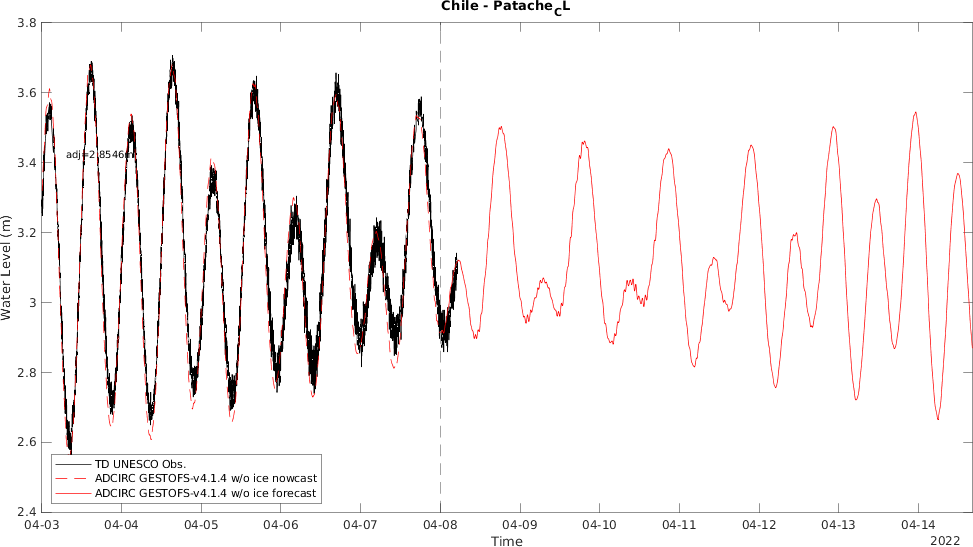 Chile - Patache_CL
3.8
3.6
3.4
3.2
3
2.8
2.6
2.4
Water Level (m)
adj=2.8546m
TD UNESCO Obs.
ADCIRC GESTOFS-v4.1.4 w/o ice nowcast
ADCIRC GESTOFS-v4.1.4 w/o ice forecast
04-03 04-04 04-05 04-06 04-07 04-08 04-09 04-10 04-11 04-12 04-13 04-14
Time
2022